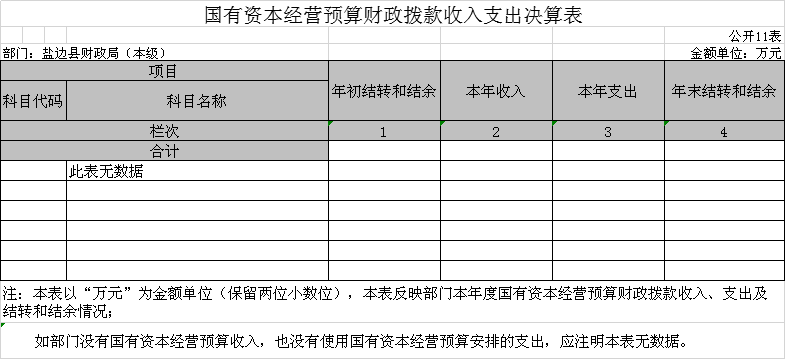 国有资本经营预算财政拨款收入支出决算表
公开11表
部门：盐边县财政局（本级） 金额单位：万元
项目 年初结转和结余 本年收入 本年支出 年末结转和结余
科目代码 科目名称
栏次 1 2 3 4
合计
此表无数据
注：本表以“万元”为金额单位（保留两位小数位），本表反映部门本年度国有资本经营预算财政拨款收入、支出及
结转和结余情况；
如部门没有国有资本经营预算收入，也没有使用国有资本经营预算安排的支出，应注明本表无数据。